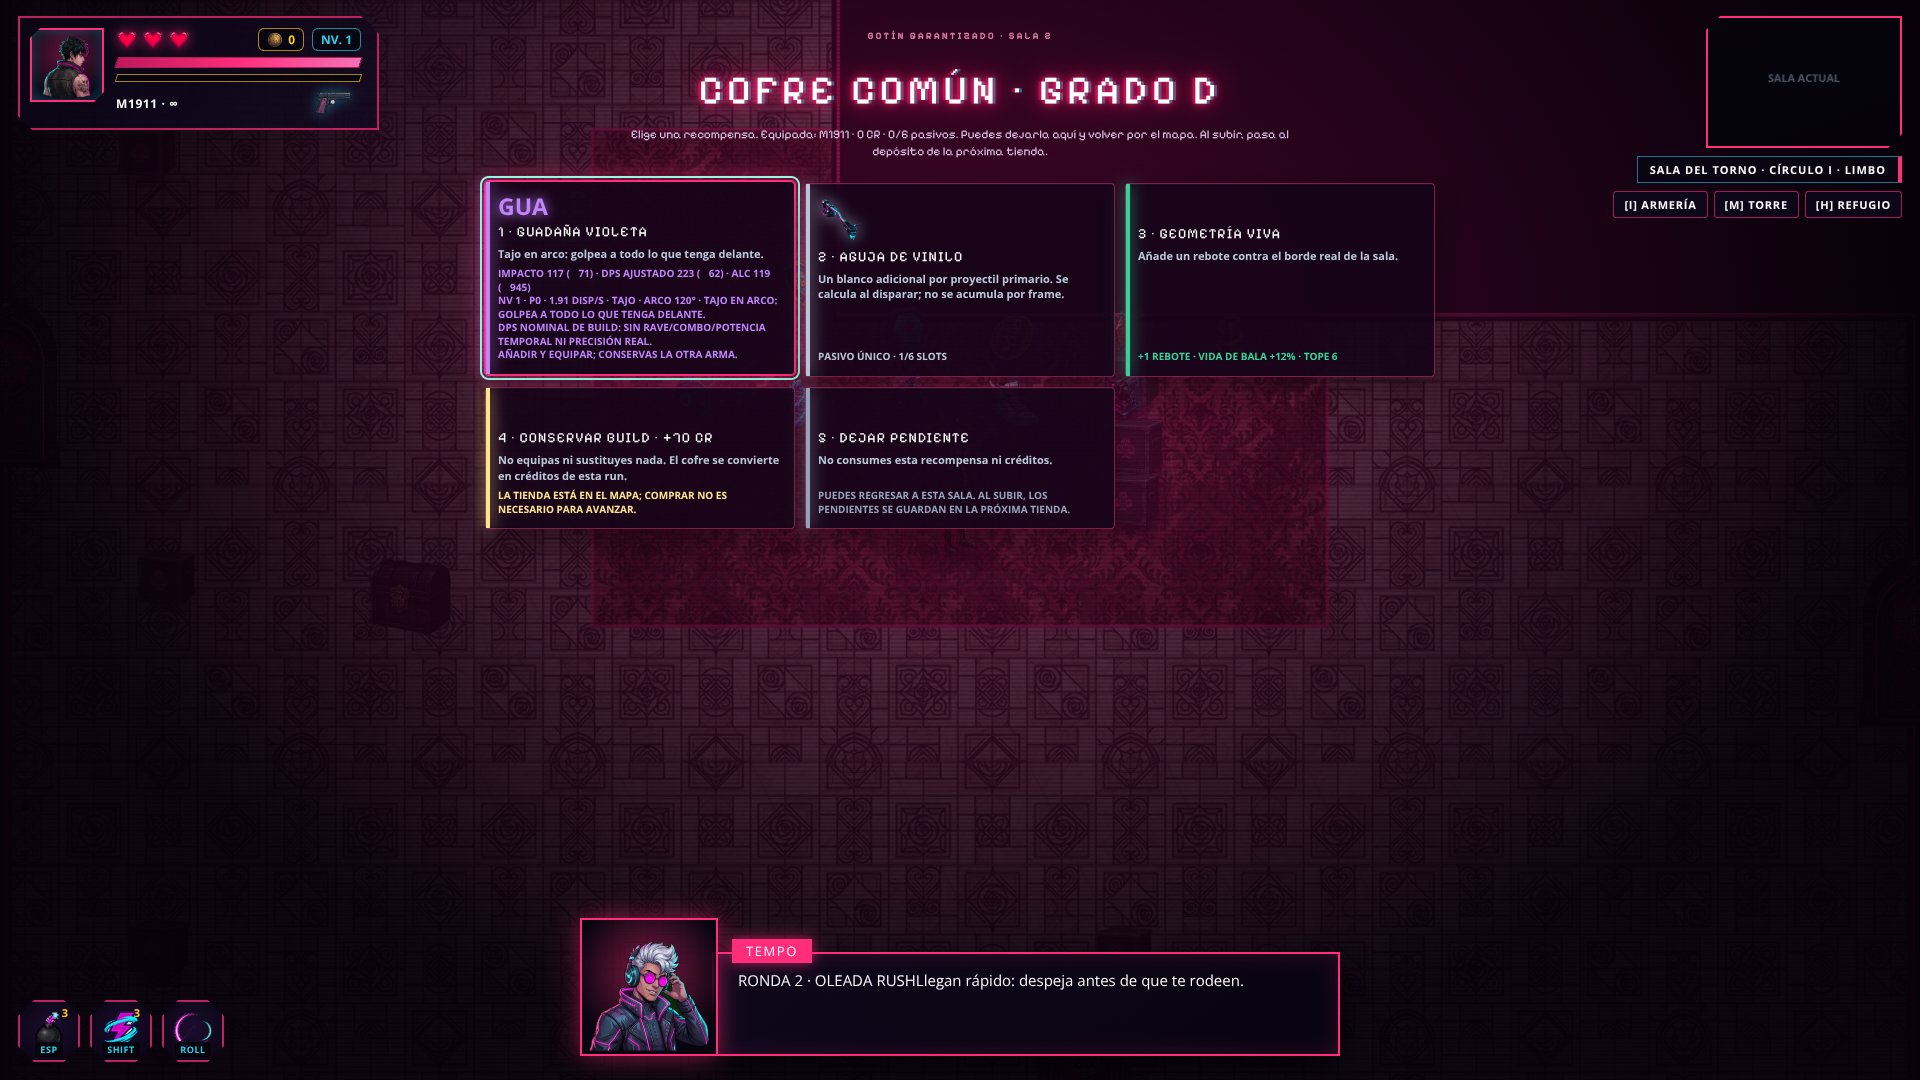 0
NV. 1
M1911 · ∞
BOTÍN GARANTIZADO · SALA 2
COFRE COMÚN · GRADO D
Elige una recompensa. Equipada: M1911 · 0 CR · 0/6 pasivos. Puedes dejarla aquí y volver por el mapa. Al subir, pasa al
depósito de la próxima tienda.
SALA ACTUAL
SALA DEL TORNO · CÍRCULO I · LIMBO
[I] ARMERÍA
[M] TORRE
[H] REFUGIO
GUA
1 · GUADAÑA VIOLETA
Tajo en arco: golpea a todo lo que tenga delante.
IMPACTO 117 ( 71) · DPS AJUSTADO 223 ( 62) · ALC 119
( 945)
NV 1 · P0 · 1.91 DISP/S · TAJO · ARCO 120° · TAJO EN ARCO:
GOLPEA A TODO LO QUE TENGA DELANTE.
DPS NOMINAL DE BUILD; SIN RAVE/COMBO/POTENCIA
TEMPORAL NI PRECISIÓN REAL.
AÑADIR Y EQUIPAR; CONSERVAS LA OTRA ARMA.
2 · AGUJA DE VINILO
Un blanco adicional por proyectil primario. Se
calcula al disparar; no se acumula por frame.
PASIVO ÚNICO · 1/6 SLOTS
3 · GEOMETRÍA VIVA
Añade un rebote contra el borde real de la sala.
+1 REBOTE · VIDA DE BALA +12% · TOPE 6
4 · CONSERVAR BUILD · +70 CR
No equipas ni sustituyes nada. El cofre se convierte
en créditos de esta run.
LA TIENDA ESTÁ EN EL MAPA; COMPRAR NO ES
NECESARIO PARA AVANZAR.
5 · DEJAR PENDIENTE
No consumes esta recompensa ni créditos.
PUEDES REGRESAR A ESTA SALA. AL SUBIR, LOS
PENDIENTES SE GUARDAN EN LA PRÓXIMA TIENDA.
TEMPO
RONDA 2 · OLEADA RUSHLlegan rápido: despeja antes de que te rodeen.
3
ESP
3
SHIFT
ROLL